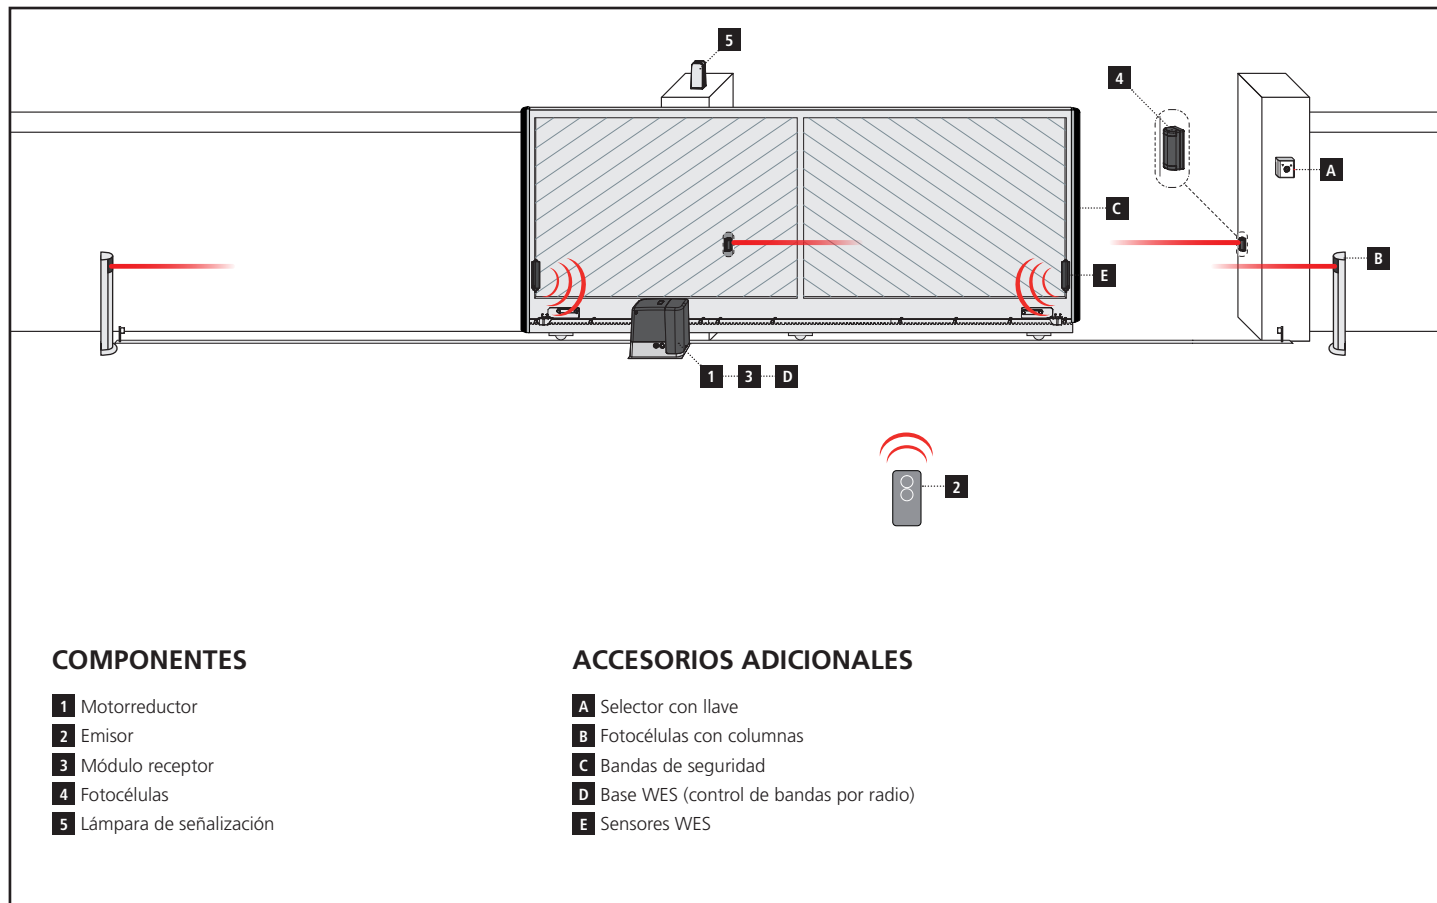 5
4
A
C
B
E
1 3 D
2
COMPONENTES
1 Motorreductor
2 Emisor
3 Módulo receptor
4 Fotocélulas
5 Lámpara de señalización
ACCESORIOS ADICIONALES
A Selector con llave
B Fotocélulas con columnas
C Bandas de seguridad
D Base WES (control de bandas por radio)
E Sensores WES